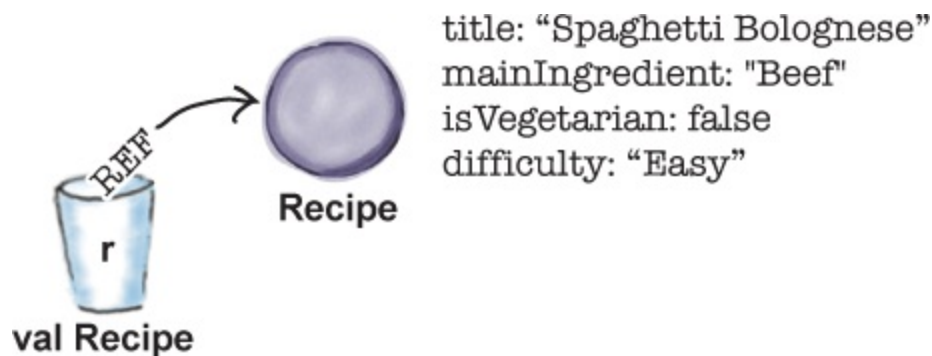 title: “Spaghetti Bolognese”
mainIngredient: "Beef"
isVegetarian: false
difficulty: “Easy”
REF
Recipe
r
val Recipe